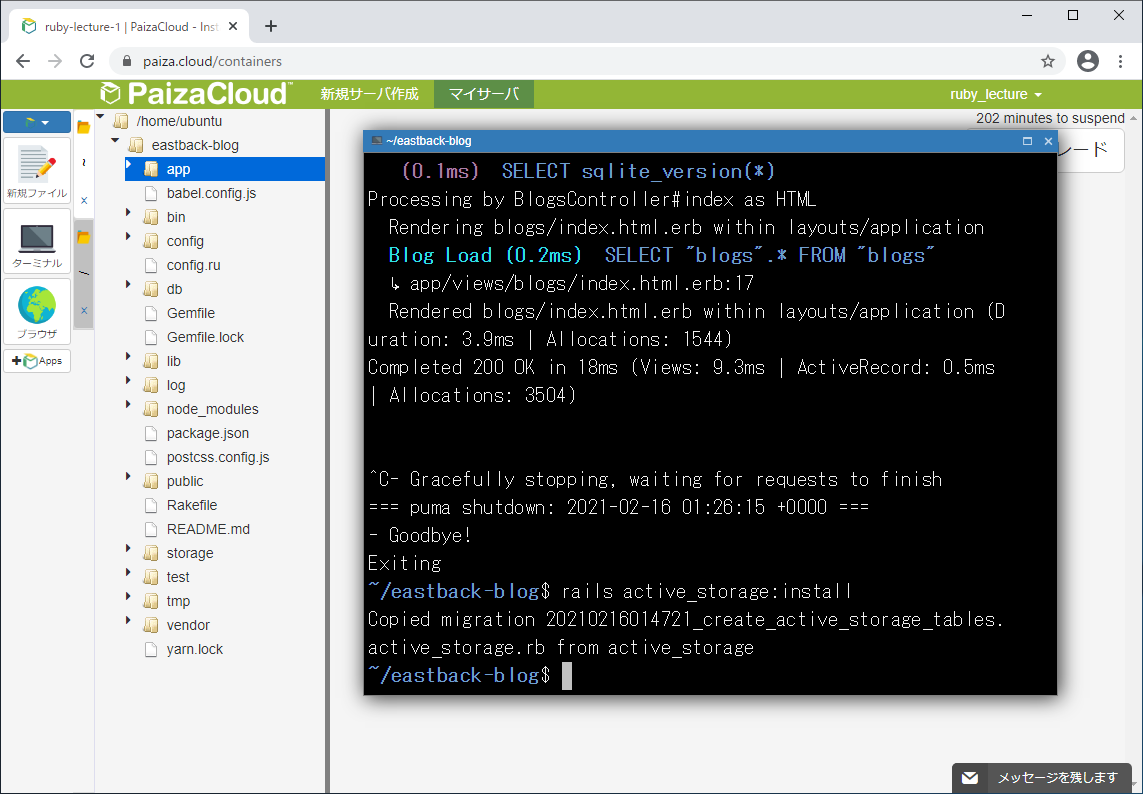 ruby-lecture-1 | PaizaCloud - Inst
paiza.cloud/containers
PaizaCloud
新規サーバ作成
マイサーバ
ruby_lecture
202 minutes to suspend
新規ファイル
ターミナル
ブラウザ
Apps
/home/ubuntu
eastback-blog
app
babel.config.js
bin
config
config.ru
db
Gemfile
Gemfile.lock
lib
log
node_modules
package.json
postcss.config.js
public
Rakefile
README.md
storage
test
tmp
vendor
yarn.lock
~/eastback-blog
(0.1ms) SELECT sqlite_version(*)
Processing by BlogsController#index as HTML
Rendering blogs/index.html.erb within layouts/application
Blog Load (0.2ms) SELECT "blogs".* FROM "blogs"
↳ app/views/blogs/index.html.erb:17
Rendered blogs/index.html.erb within layouts/application (D
uration: 3.9ms | Allocations: 1544)
Completed 200 OK in 18ms (Views: 9.3ms | ActiveRecord: 0.5ms
| Allocations: 3504)
^C- Gracefully stopping, waiting for requests to finish
=== puma shutdown: 2021-02-16 01:26:15 +0000 ===
- Goodbye!
Exiting
~/eastback-blog$ rails active_storage:install
Copied migration 20210216014721_create_active_storage_tables.
active_storage.rb from active_storage
~/eastback-blog$
メッセージを残します